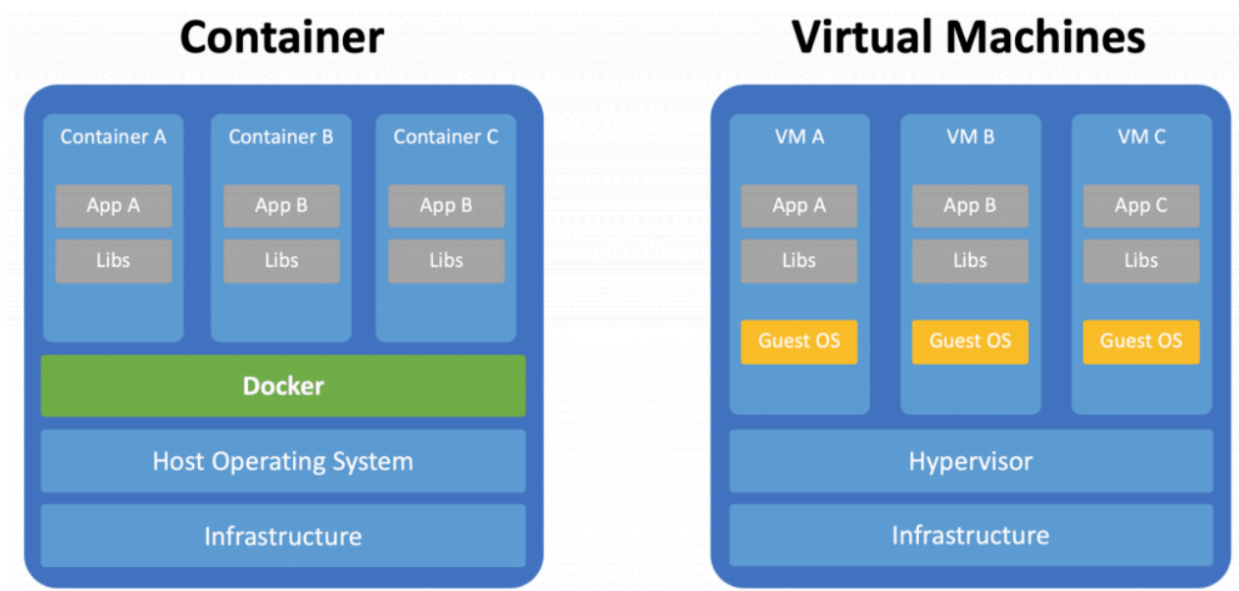 Container
Virtual Machines
Container A
Container B
Container C
App A
App B
App B
Libs
Libs
Libs
Docker
Host Operating System
Infrastructure
VM A
VM B
VM C
App A
App B
App C
Libs
Libs
Libs
Guest OS
Guest OS
Guest OS
Hypervisor
Infrastructure